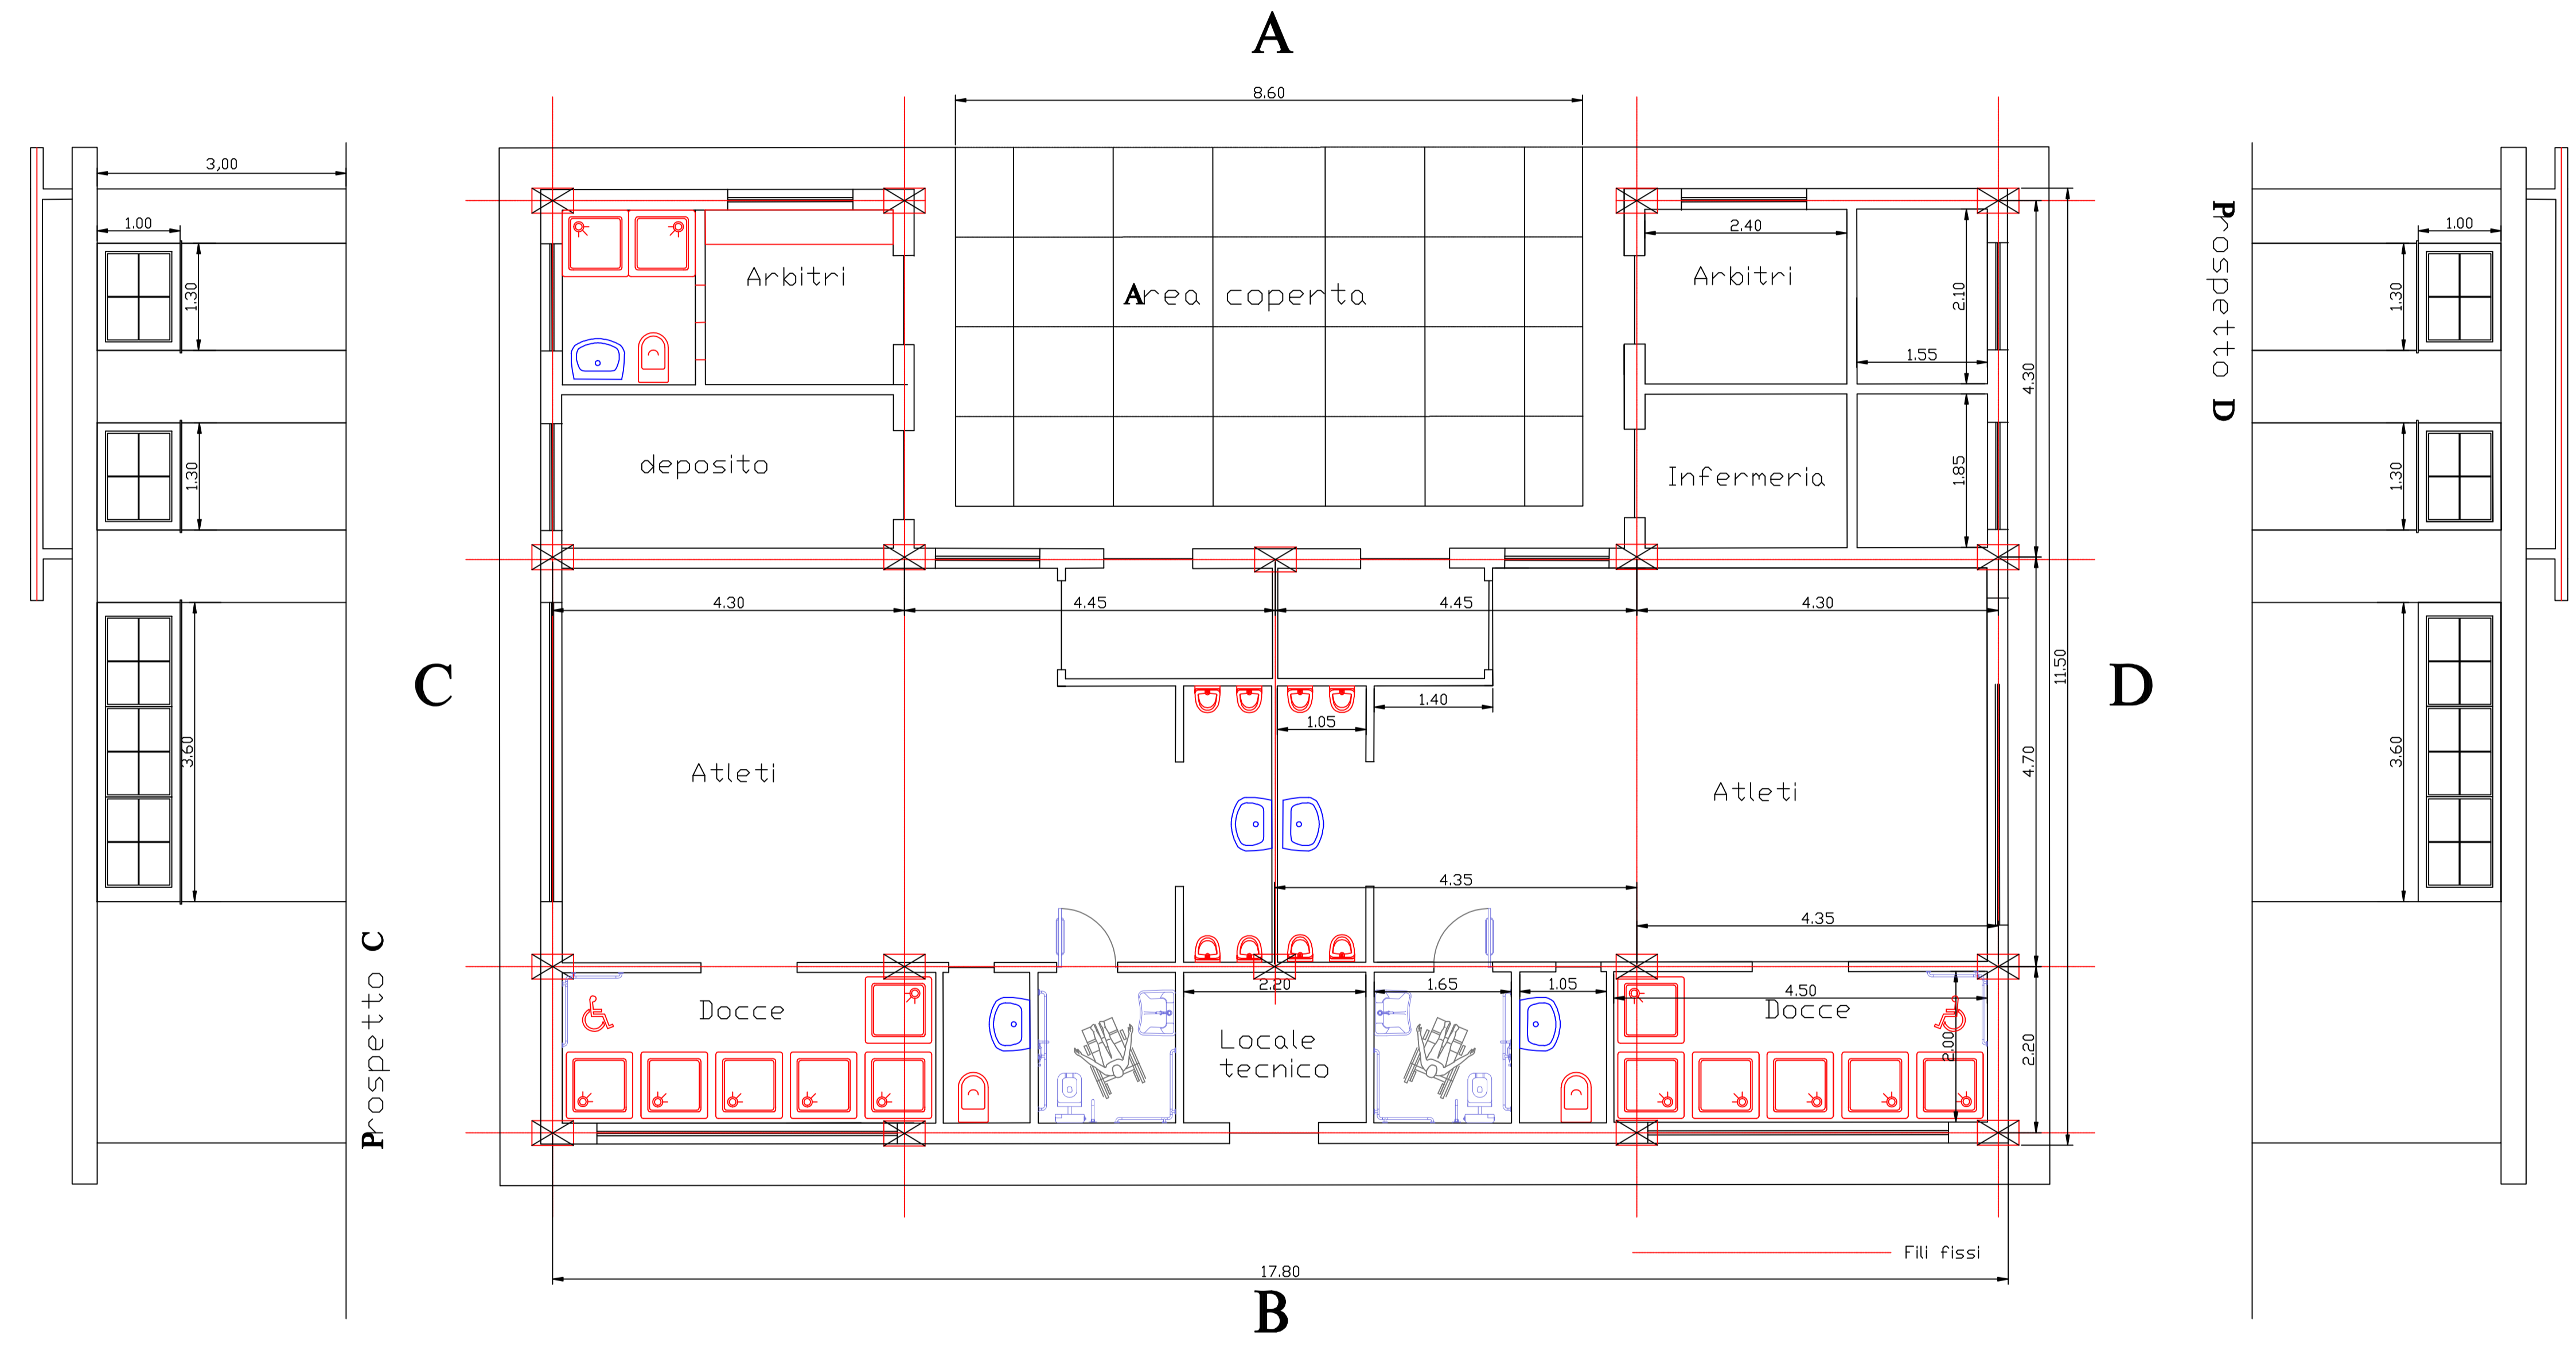 A
8.60
3,00
1.00
1.30
1.30
3.60
Prospetto C
C
Arbitri
deposito
Area coperta
2.40
Arbitri
2.10
1.55
4.30
Infermeria
1.85
4.30
4.45
4.45
4.30
11.50
1.40
1.05
Atleti
Atleti
4.70
4.35
4.35
Docce
2.20
1.65
1.05
4.50
Docce
2.00
2.20
Locale
tecnico
Fili fissi
17.80
B
D
Prospetto D
1.00
1.30
1.30
3.60